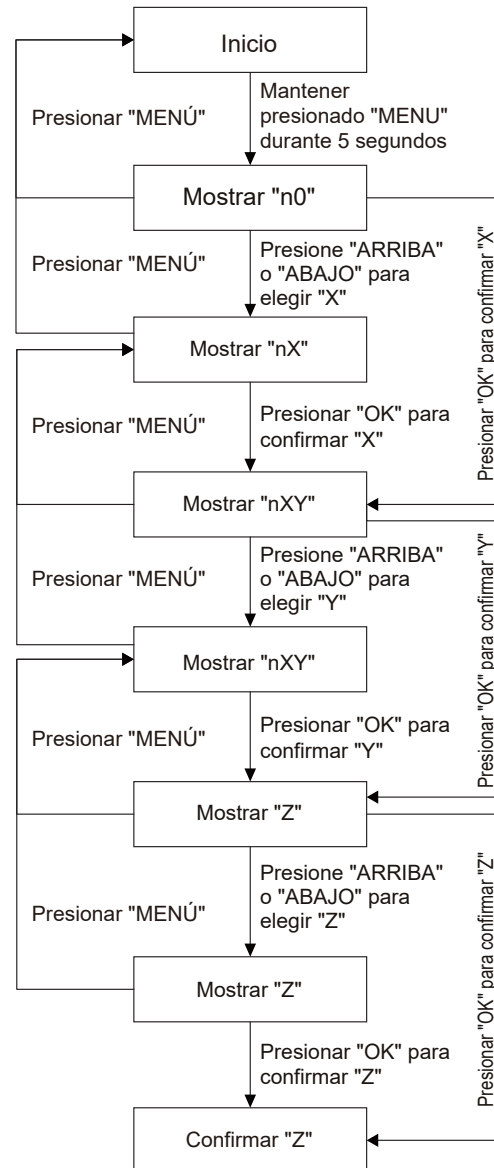 Inicio
Presionar "MENÚ"
Mantener
presionado "MENU"
durante 5 segundos
Mostrar "n0"
Presionar "MENÚ"
Presione "ARRIBA"
o "ABAJO" para
elegir "X"
Presionar "OK" para confirmar "X"
Mostrar "nX"
Presionar "MENÚ"
Presionar "OK" para
confirmar "X"
Mostrar "nXY"
Presionar "MENÚ"
Presione "ARRIBA"
o "ABAJO" para
elegir "Y"
Presionar "OK" para confirmar "Y"
Mostrar "nXY"
Presionar "MENÚ"
Presionar "OK" para
confirmar "Y"
Mostrar "Z"
Presionar "MENÚ"
Presione "ARRIBA"
o "ABAJO" para
elegir "Z"
Presionar "OK" para confirmar "Z"
Mostrar "Z"
Presionar "OK" para
confirmar "Z"
Confirmar "Z"